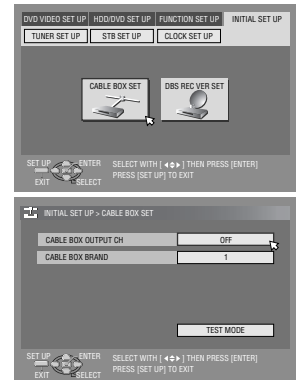 DVD VIDEO SET UP HDD/DVD SET UP FUNCTION SET UP INITIAL SET UP
TUNER SET UP STB SET UP CLOCK SET UP
CABLE BOX SET DBS REC VER SET
SET UP ENTER SELECT WITH [ ] THEN PRESS [ENTER]
EXIT SELECT PRESS [SET UP] TO EXIT
INITIAL SET UP > CABLE BOX SET
CABLE BOX OUTPUT CH OFF
CABLE BOX BRAND 1
TEST MODE
SET UP ENTER SELECT WITH [ ] THEN PRESS [ENTER]
EXIT SELECT PRESS [SET UP] TO EXIT